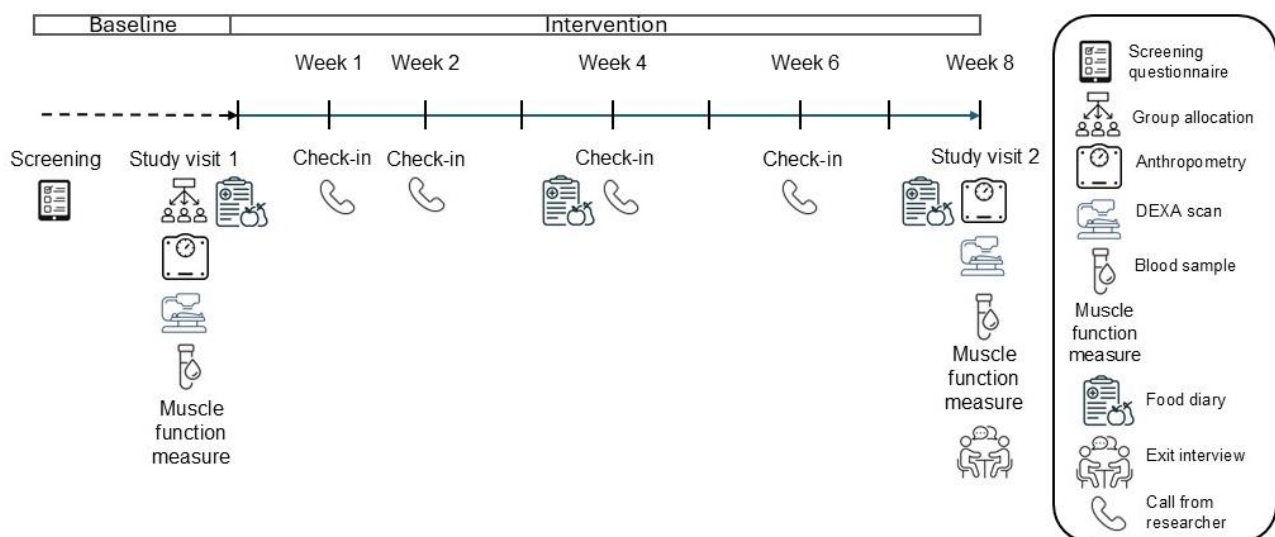 Baseline
Intervention
Week 1
Week 2
Week 4
Week 6
Week 8
Screening
Study visit 1
Check-in
Check-in
Check-in
Check-in
Study visit 2
Muscle
function
measure
Muscle
function
measure
Screening
questionnaire
Group allocation
Anthropometry
DEXA scan
Blood sample
Muscle
function
measure
Food diary
Exit interview
Call from
researcher